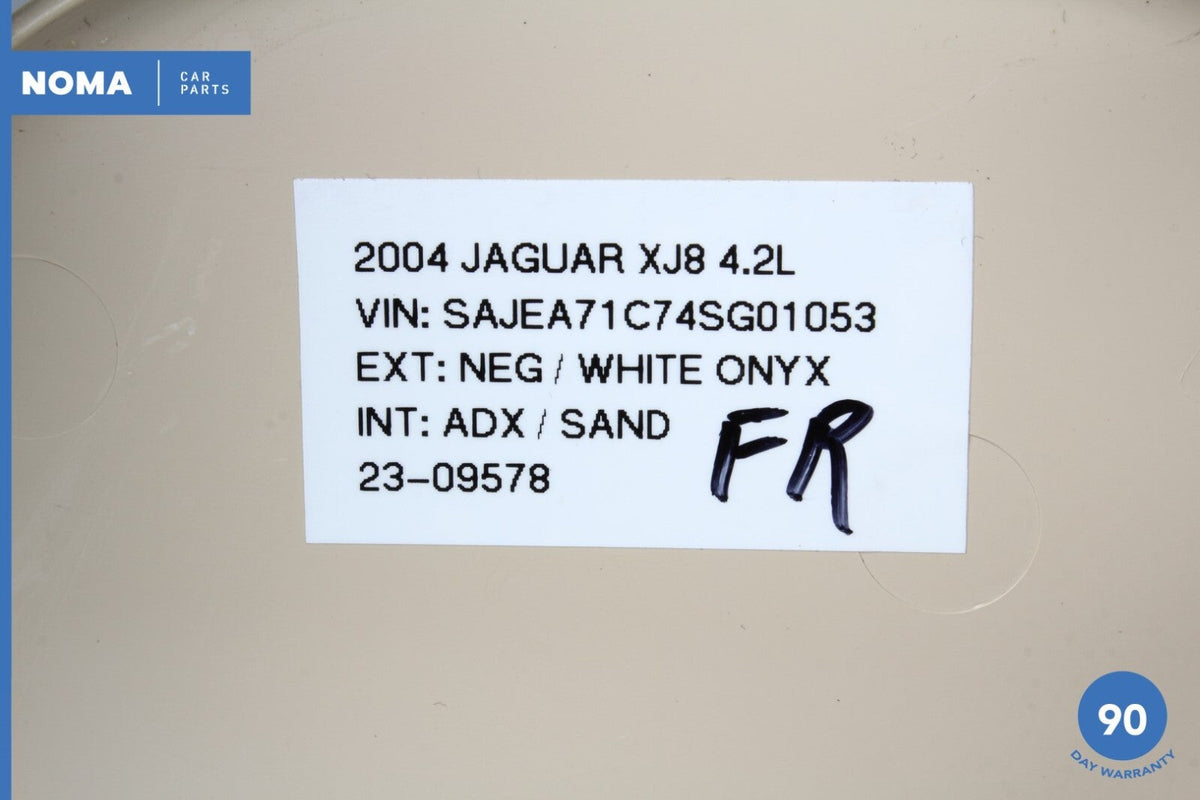 NOMA
CAR
PARTS
2004 JAGUAR XJ8 4.2L
VIN: SAJEA71C74SG01053
EXT: NEG / WHITE ONYX
INT: ADX / SAND
FR
23-09578
90
DAY WARRANTY